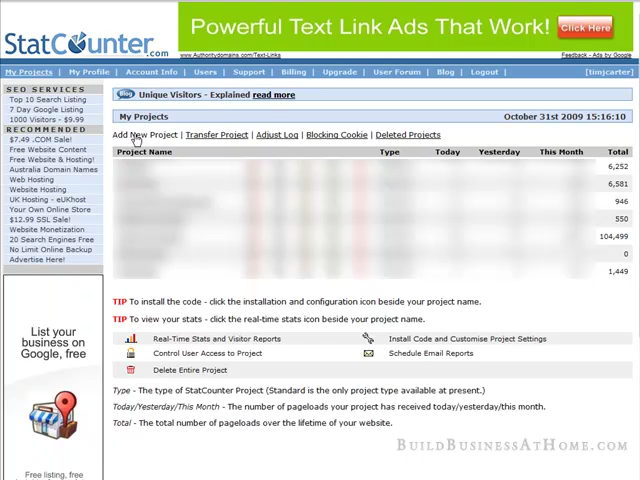 Powerful Text Link Ads That Work!
Click Here
StatCounter.com
www.Authoritydomains.com/Text-Links
Feedback - Ads by Google
My Projects | My Profile | Account Info | Users | Support | Billing | Upgrade | User Forum | Blog | Logout | [timjcarter]
SEO SERVICES
Top 10 Search Listing
7 Day Google Listing
1000 Visitors - $9.99
RECOMMENDED
$7.49 .COM Sale!
Free Website Content
Free Website & Hosting!
Australia Domain Names
Web Hosting
Website Hosting
UK Hosting - eUKhost
Your Own Online Store
$12.99 SSL Sale!
Website Monetization
20 Search Engines Free
No Limit Online Backup
Advertise Here!
List your
business on
Google, free
Free listing, free
Blog Unique Visitors - Explained read more
My Projects October 31st 2009 15:16:10
Add New Project | Transfer Project | Adjust Log | Blocking Cookie | Deleted Projects
Project Name Type Today Yesterday This Month Total
6,252
6,581
946
550
104,499
0
1,449
TIP To install the code - click the installation and configuration icon beside your project name.
TIP To view your stats - click the real-time stats icon beside your project name.
Real-Time Stats and Visitor Reports Install Code and Customise Project Settings
Control User Access to Project Schedule Email Reports
Delete Entire Project
Type - The type of StatCounter Project (Standard is the only project type available at present.)
Today/Yesterday/This Month - The number of pageloads your project has received today/yesterday/this month.
Total - The total number of pageloads over the lifetime of your website.
BUILDBUSINESSATHOME.COM